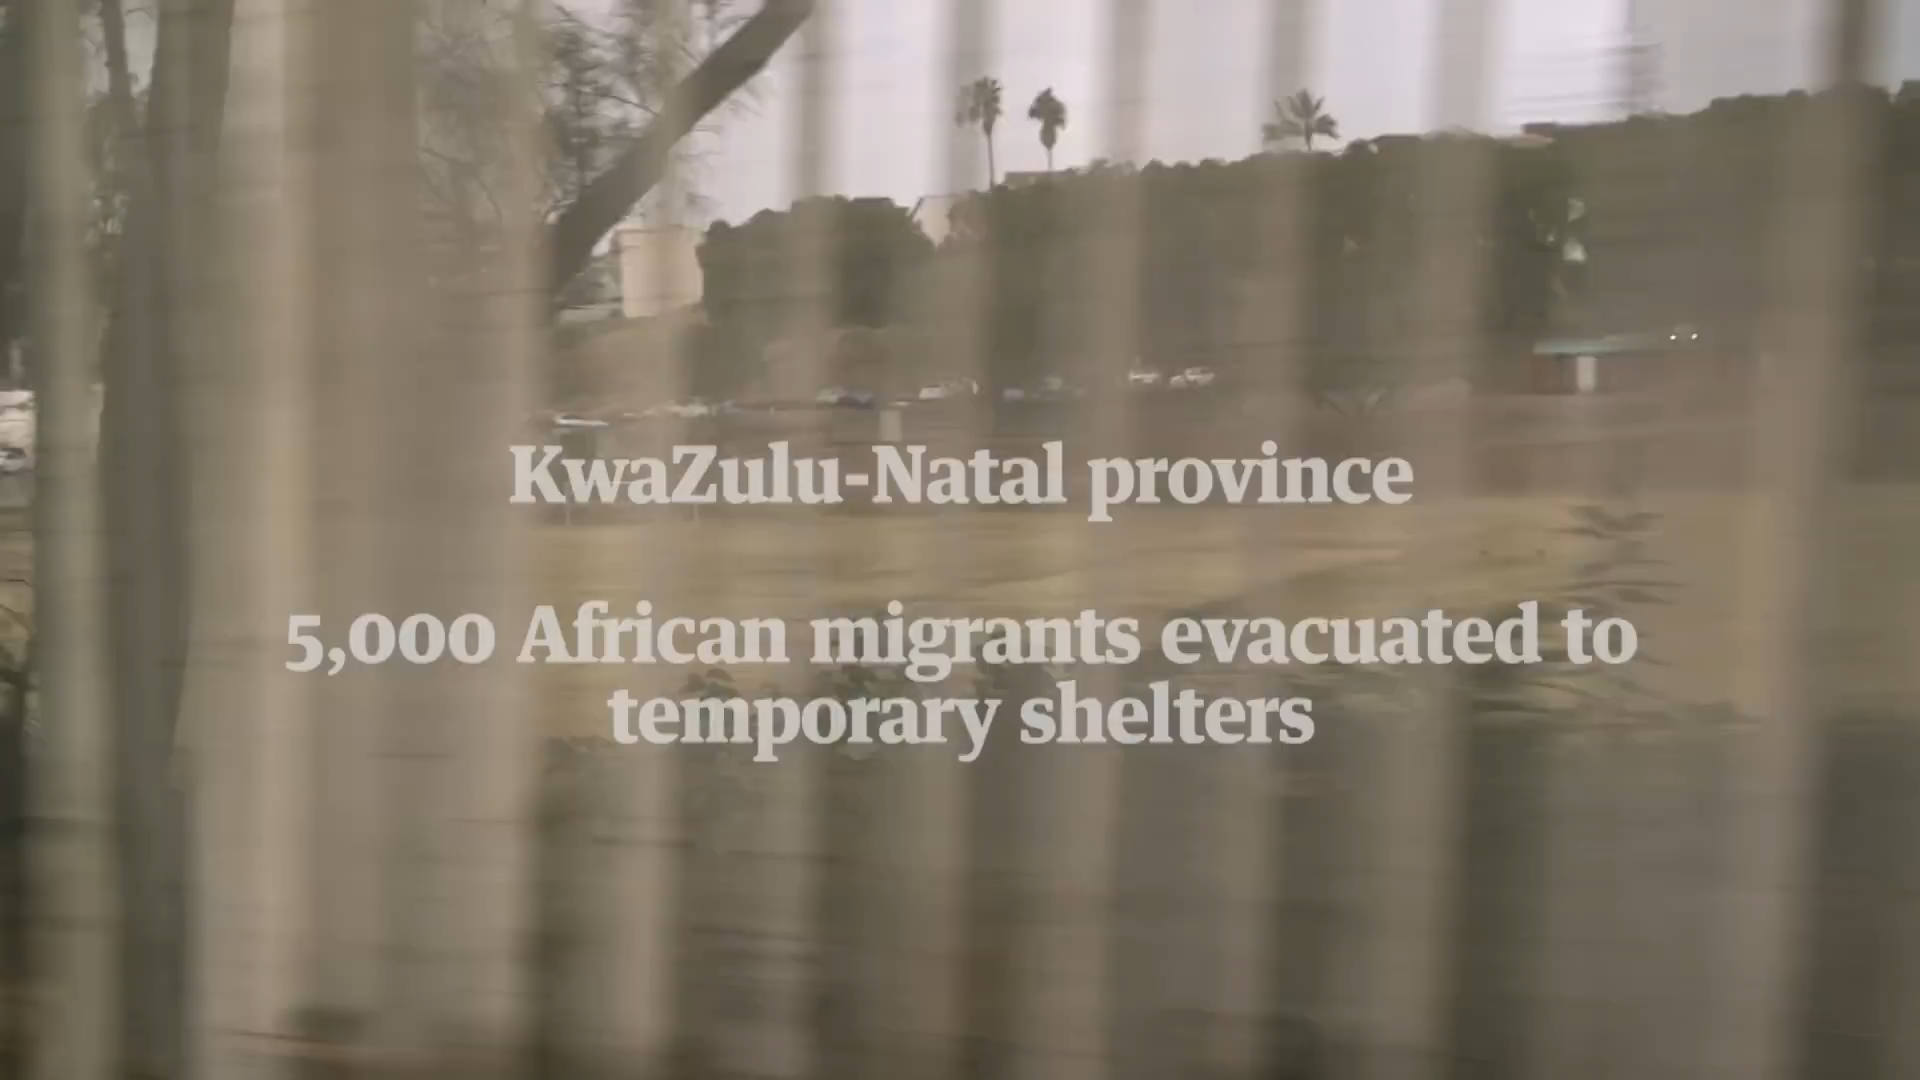 KwaZulu-Natal province
5,000 African migrants evacuated to
temporary shelters